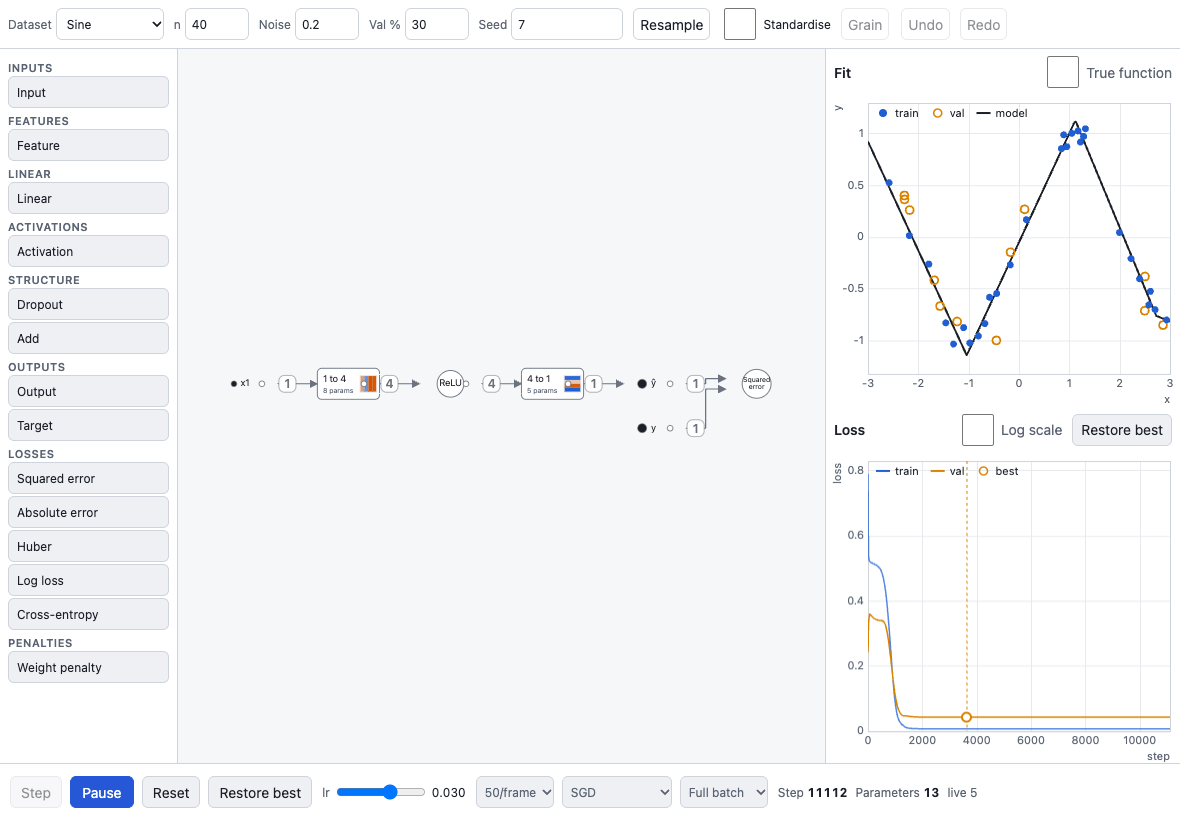 Dataset Sine n 40 Noise 0.2 Val % 30 Seed 7 Resample Standardise Grain Undo Redo
INPUTS
Input
FEATURES
Feature
LINEAR
Linear
ACTIVATIONS
Activation
STRUCTURE
Dropout
Add
OUTPUTS
Output
Target
LOSSES
Squared error
Absolute error
Huber
Log loss
Cross-entropy
PENALTIES
Weight penalty
x1 1
1 to 4
8 params
4
ReLU
4
4 to 1
5 params
1
ŷ 1
Squared
error
y 1
Fit True function
y
train val model
1
0.5
0
-0.5
-1
-3 -2 -1 0 1 2 3
x
Loss Log scale Restore best
loss
train val best
0.8
0.6
0.4
0.2
0
0 2000 4000 6000 8000 10000
step
Step Pause Reset Restore best lr 0.030 50/frame SGD Full batch Step 11112 Parameters 13 live 5